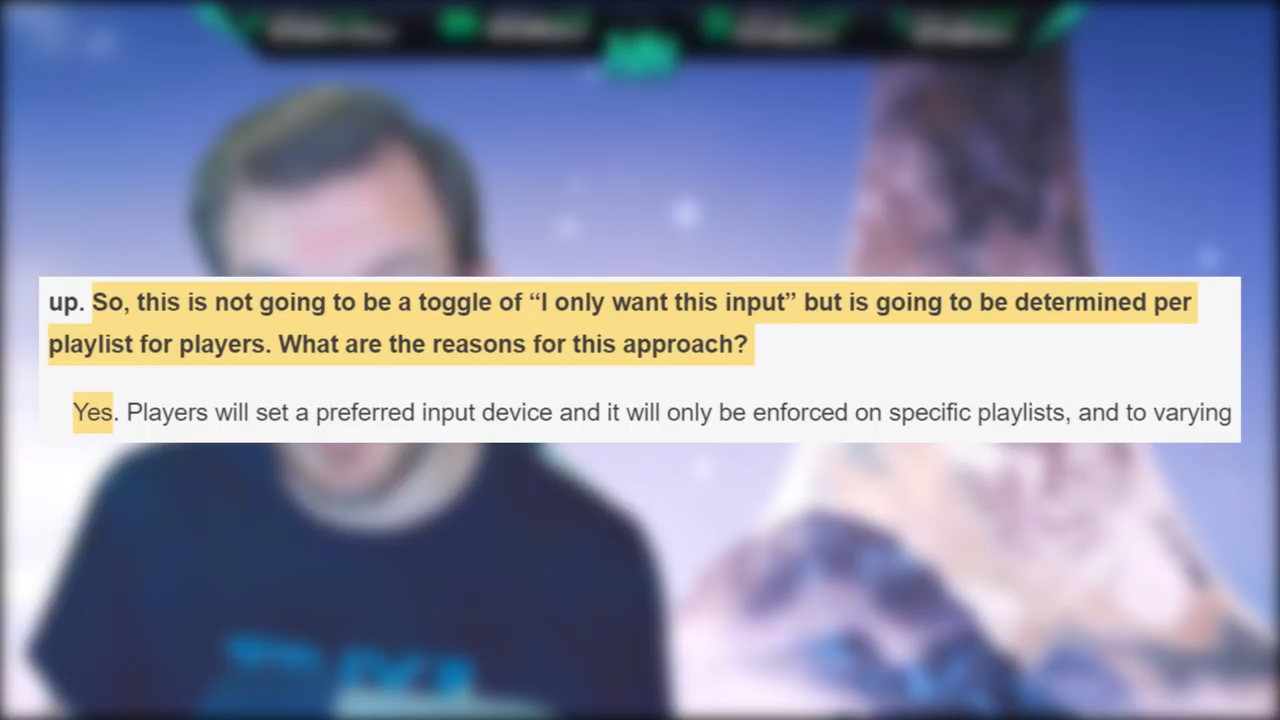 up. So, this is not going to be a toggle of “I only want this input” but is going to be determined per
playlist for players. What are the reasons for this approach?
Yes. Players will set a preferred input device and it will only be enforced on specific playlists, and to varying